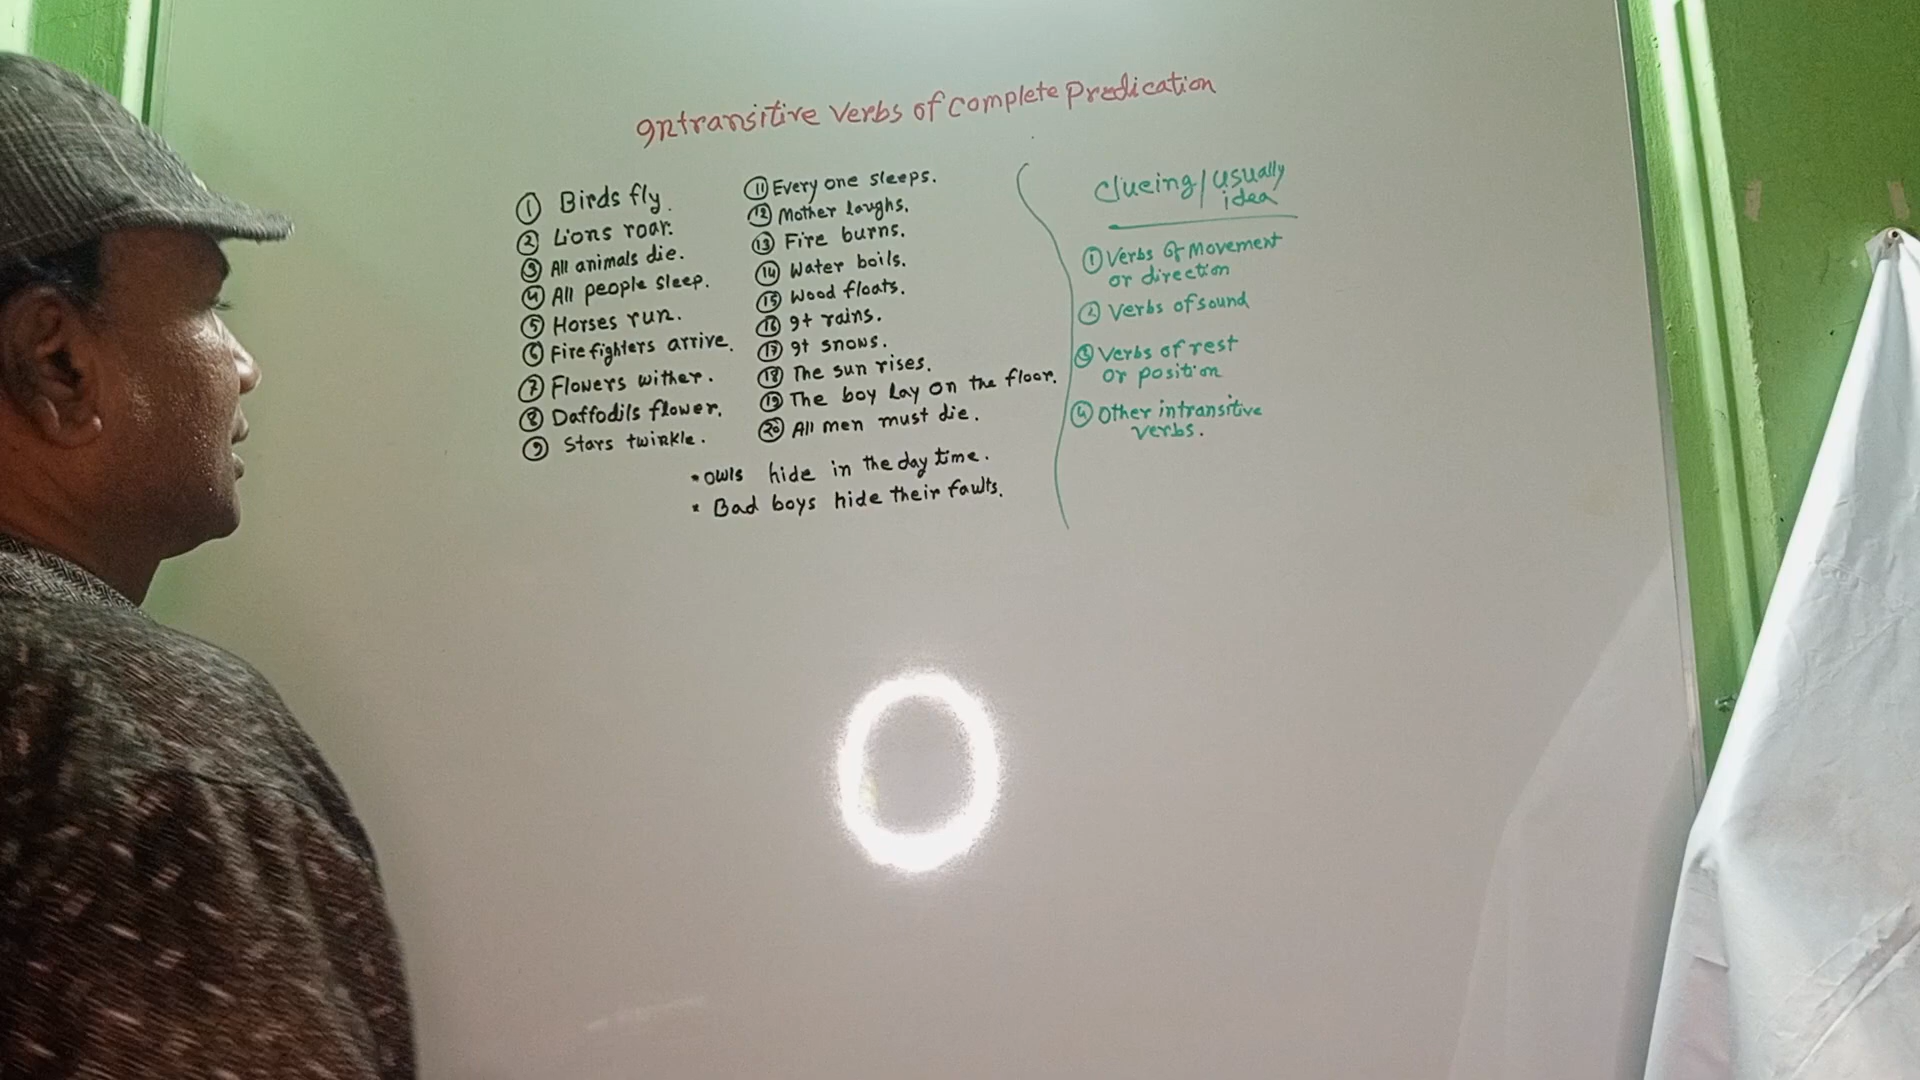 Intransitive Verbs of Complete Predication
① Birds fly.
② Lions roar.
③ All animals die.
④ All people sleep.
⑤ Horses run.
⑥ Fire fighters arrive.
⑦ Flowers wither.
⑧ Daffodils flower.
⑨ Stars twinkle.
⑪ Every one sleeps.
⑫ Mother laughs.
⑬ Fire burns.
⑭ Water boils.
⑮ Wood floats.
⑯ It rains.
⑰ It snows.
⑱ The sun rises.
⑲ The boy lay on the floor.
⑳ All men must die.
* Owls hide in the day time.
* Bad boys hide their faults.
Clueing / usually
idea
① Verbs of Movement
or direction
② Verbs of sound
③ Verbs of rest
or position
④ Other intransitive
verbs.